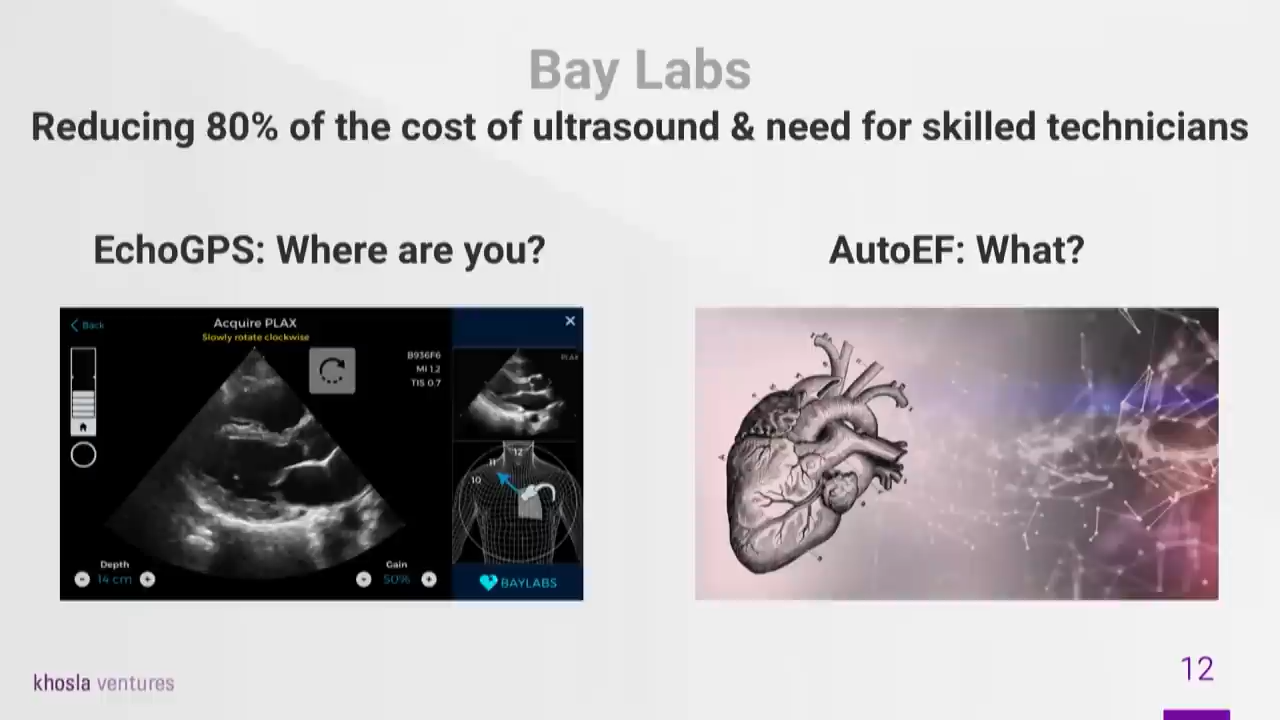 Bay Labs
Reducing 80% of the cost of ultrasound & need for skilled technicians
EchoGPS: Where are you?
AutoEF: What?
Back
Acquire PLAX
Slowly rotate clockwise
B936F6
MI 1.2
TIS 0.7
PLAX
12
11
10
Depth
14 cm
Gain
50%
BAYLABS
khosla ventures
12